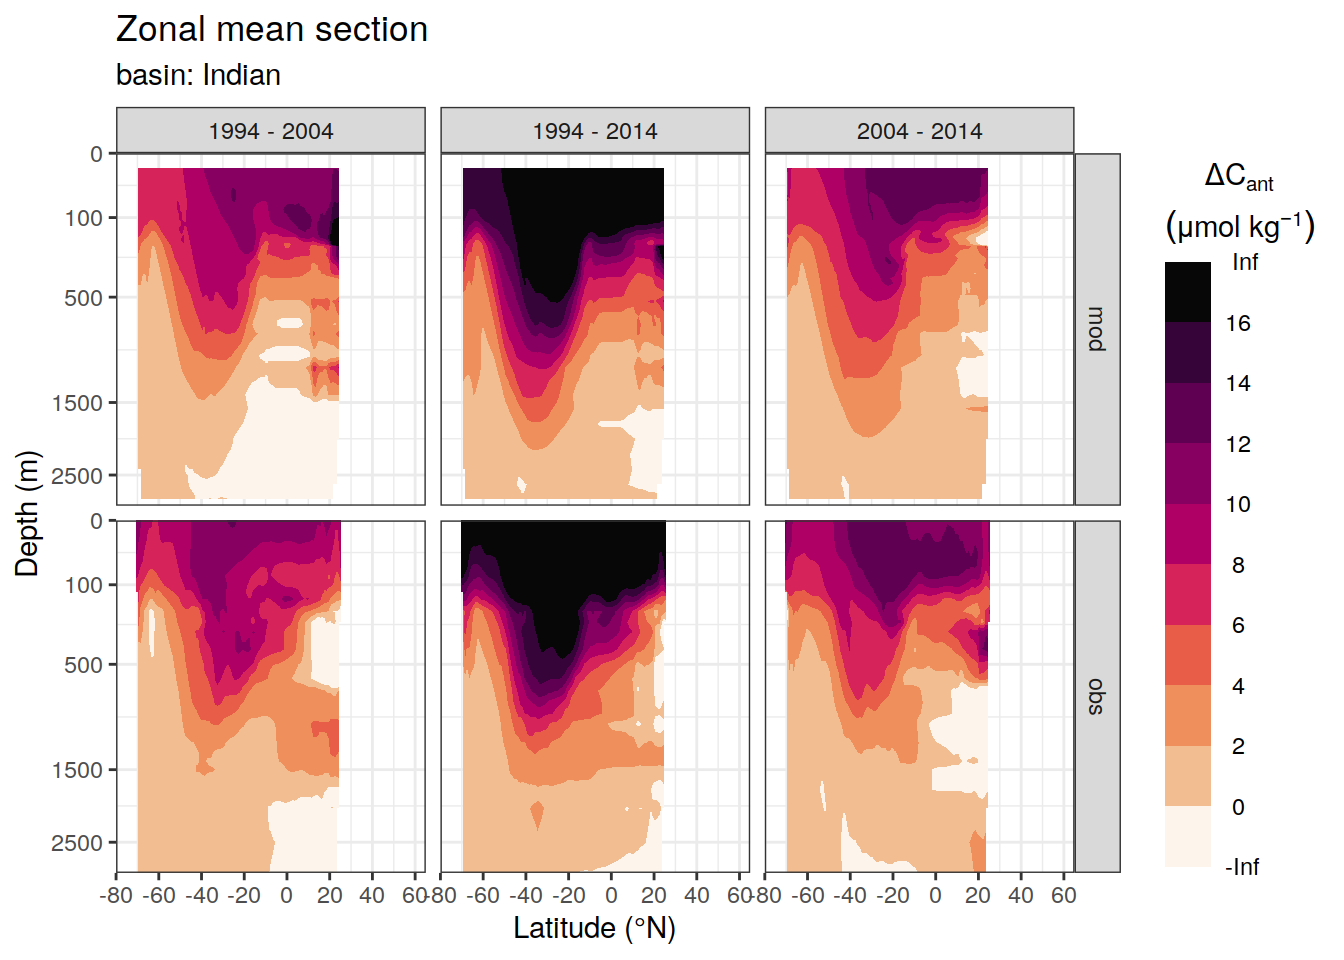 Zonal mean section
basin: Indian
1994 - 2004
1994 - 2014
2004 - 2014
0
100
500
1500
2500
mod
0
100
500
1500
2500
obs
Depth (m)
-80 -60 -40 -20 0 20 40 60
-80 -60 -40 -20 0 20 40 60
-80 -60 -40 -20 0 20 40 60
Latitude (°N)
ΔCant
(μmol kg⁻¹)
Inf
16
14
12
10
8
6
4
2
0
-Inf